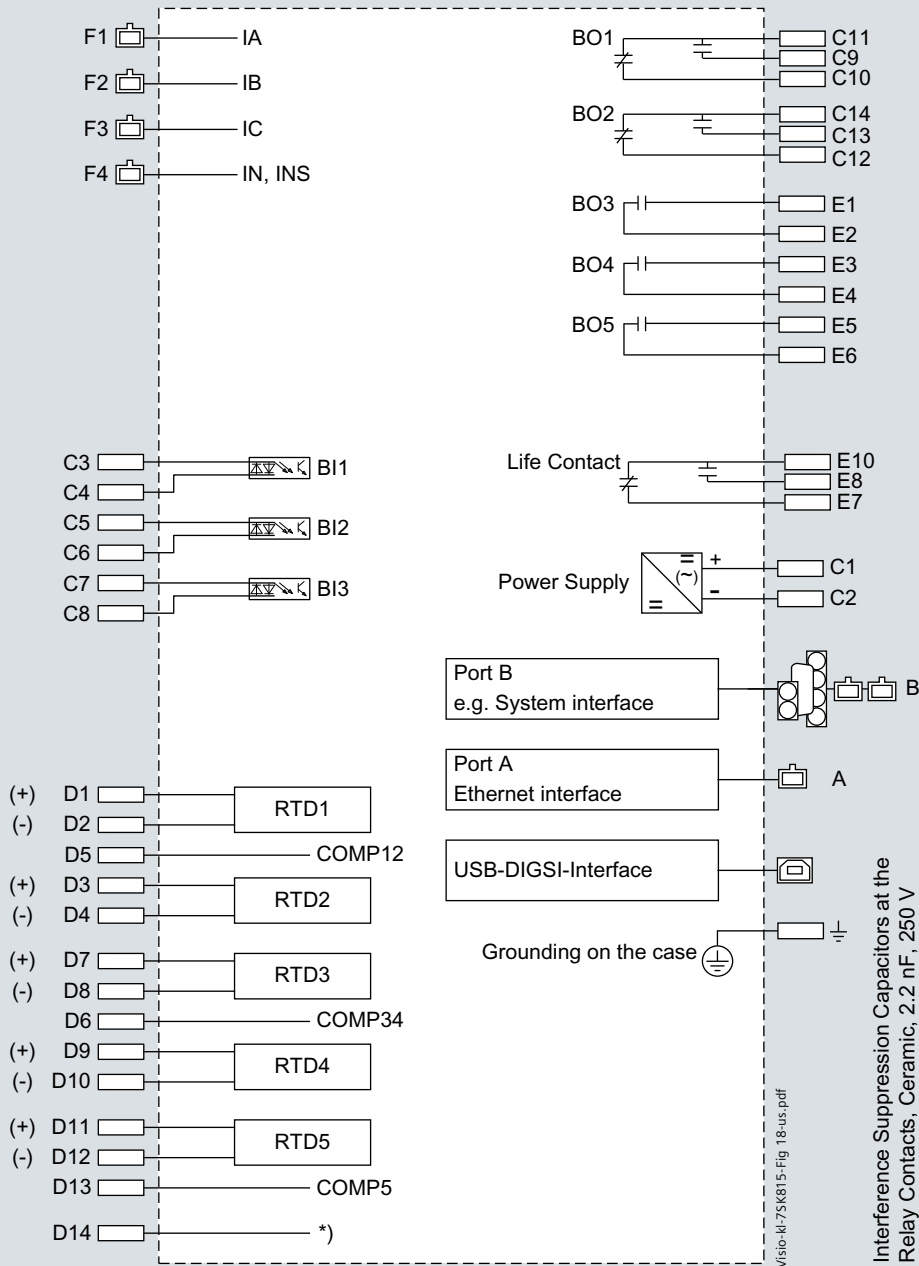 F1 IA
F2 IB
F3 IC
F4 IN, INS
BO1 C11
C9
C10
BO2 C14
C13
C12
BO3 E1
E2
BO4 E3
E4
BO5 E5
E6
C3 BI1
C4
C5 BI2
C6
C7 BI3
C8
Life Contact E10
E8
E7
Power Supply = (~) = + C1
- C2
Port B
e.g. System interface
B
Port A
Ethernet interface
A
USB-DIGSI-Interface
Grounding on the case
(+) D1 RTD1
(-) D2
D5 COMP12
(+) D3 RTD2
(-) D4
(+) D7 RTD3
(-) D8
D6 COMP34
(+) D9 RTD4
(-) D10
(+) D11 RTD5
(-) D12
D13 COMP5
D14 *)
Visio-kl-7SK815-Fig 18-us.pdf
Interference Suppression Capacitors at the
Relay Contacts, Ceramic, 2.2 nF, 250 V